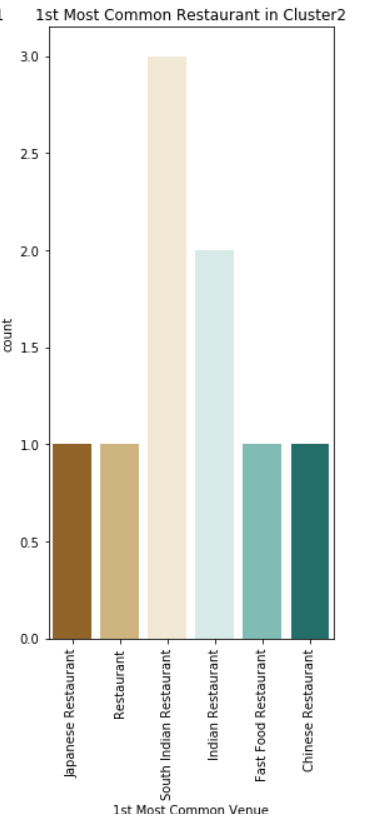 1 1st Most Common Restaurant in Cluster2
3.0
2.5
2.0
1.5
1.0
0.5
0.0
count
Japanese Restaurant
Restaurant
South Indian Restaurant
Indian Restaurant
Fast Food Restaurant
Chinese Restaurant
1st Most Common Venue